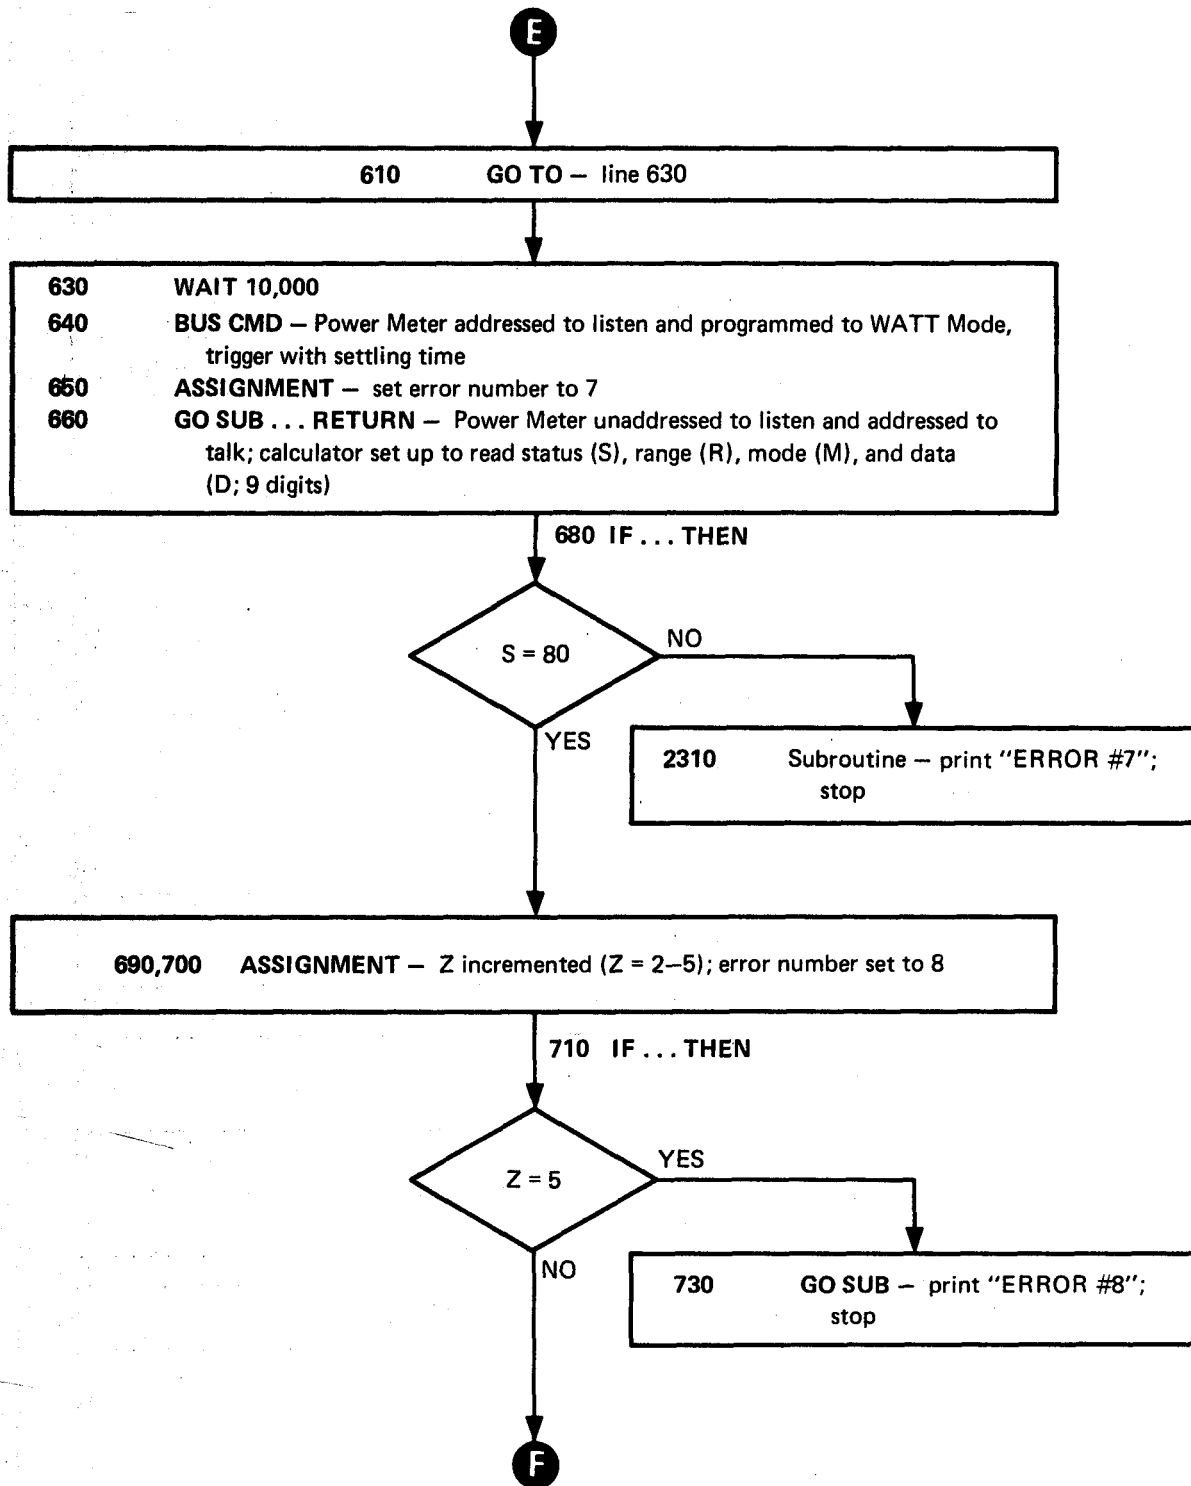 E
610 GO TO — line 630
630 WAIT 10,000
640 BUS CMD — Power Meter addressed to listen and programmed to WATT Mode,
trigger with settling time
650 ASSIGNMENT — set error number to 7
660 GO SUB ... RETURN — Power Meter unaddressed to listen and addressed to
talk; calculator set up to read status (S), range (R), mode (M), and data
(D; 9 digits)
680 IF ... THEN
S = 80
NO
YES
2310 Subroutine — print "ERROR #7";
stop
690,700 ASSIGNMENT — Z incremented (Z = 2–5); error number set to 8
710 IF ... THEN
Z = 5
YES
NO
730 GO SUB — print "ERROR #8";
stop
F